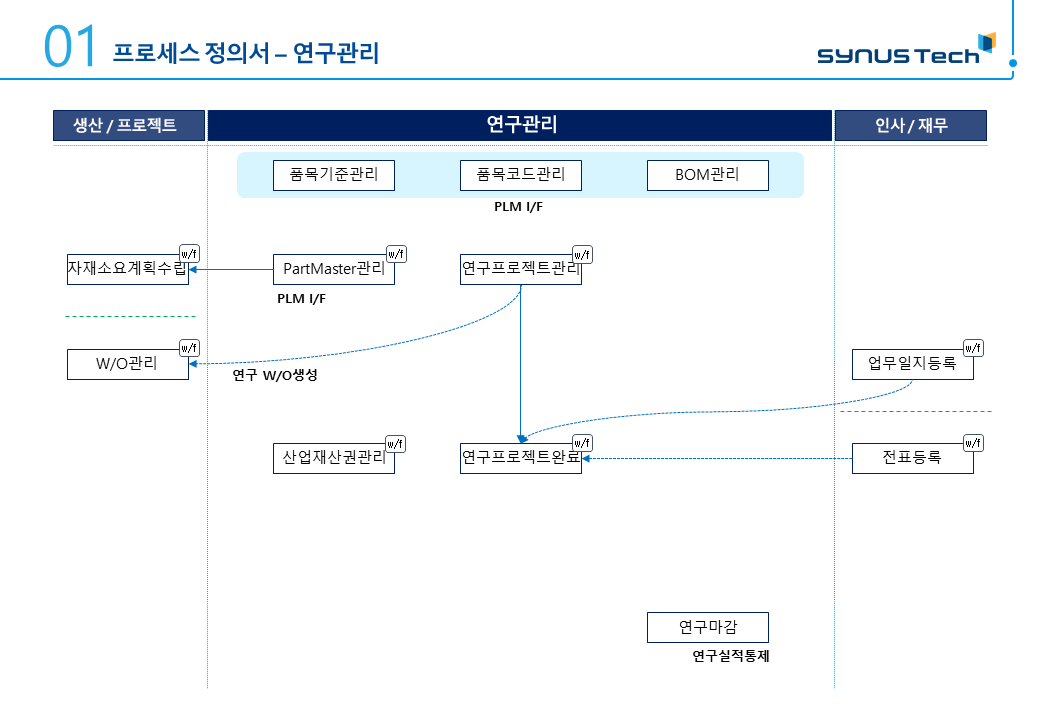 01 프로세스 정의서 – 연구관리
SYNUS Tech
생산 / 프로젝트
연구관리
인사 / 재무
품목기준관리
품목코드관리
BOM관리
PLM I/F
w/f
w/f
w/f
자재소요계획수립
PartMaster관리
연구프로젝트관리
PLM I/F
w/f
w/f
W/O관리
업무일지등록
연구 W/O생성
w/f
w/f
w/f
산업재산권관리
연구프로젝트완료
전표등록
연구마감
연구실적통제